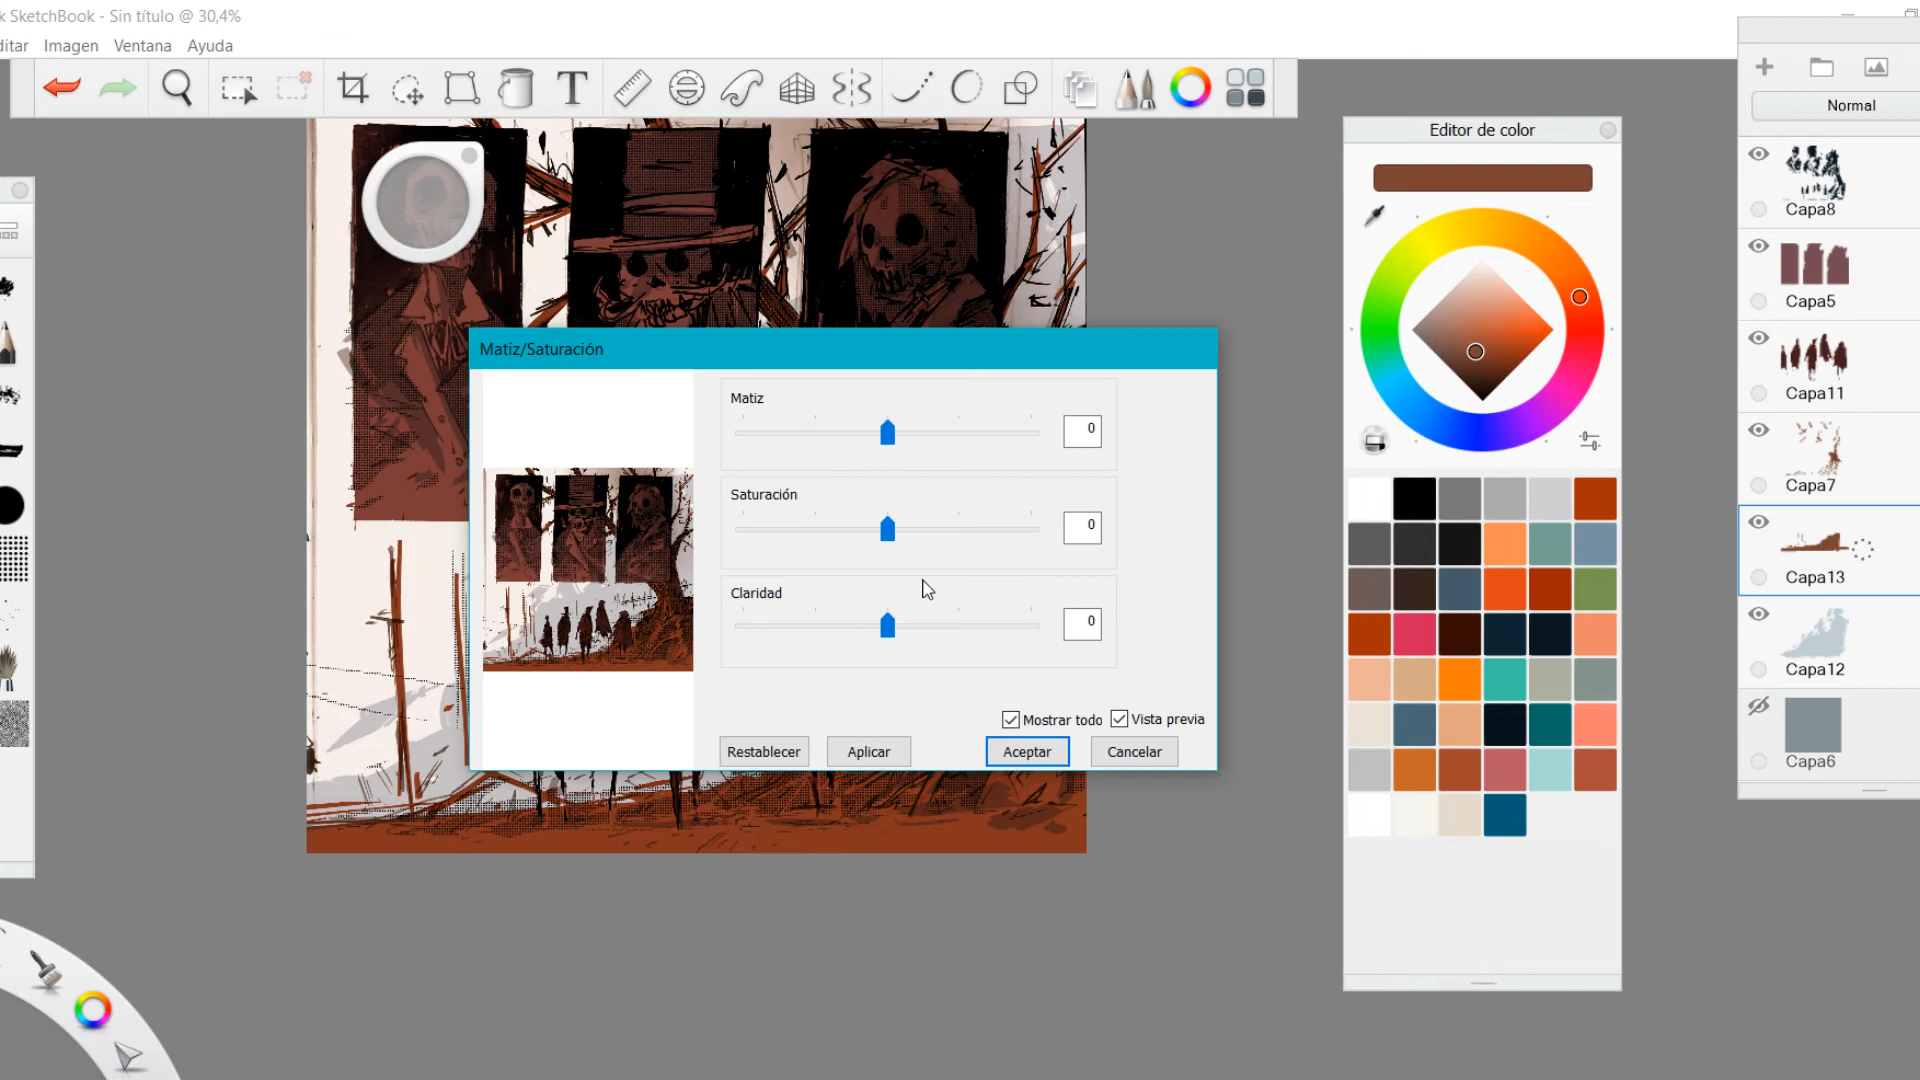 k SketchBook - Sin título @ 30,4%
ditar Imagen Ventana Ayuda
T
Normal
Editor de color
Capa8
Capa5
Capa11
Capa7
Capa13
Capa12
Capa6
Matiz/Saturación
Matiz
0
Saturación
0
Claridad
0
Mostrar todo Vista previa
Restablecer Aplicar Aceptar Cancelar